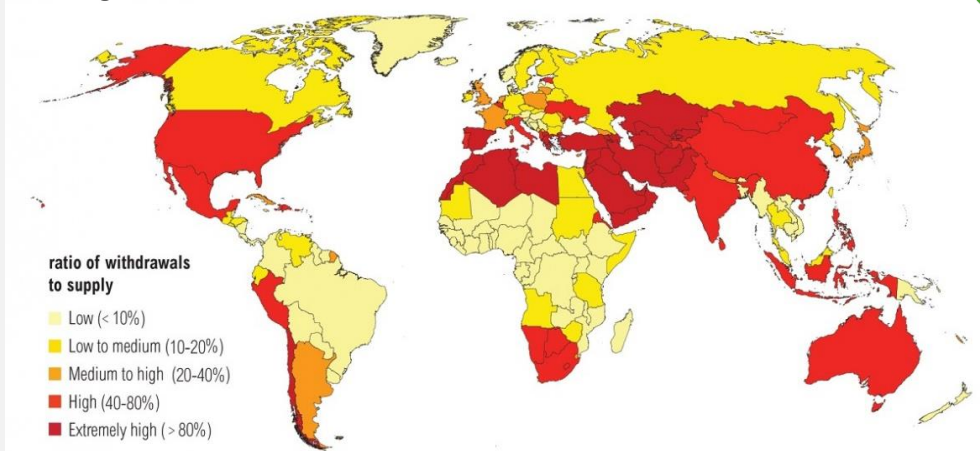 ratio of withdrawals
to supply
Low (< 10%)
Low to medium (10-20%)
Medium to high (20-40%)
High (40-80%)
Extremely high (> 80%)